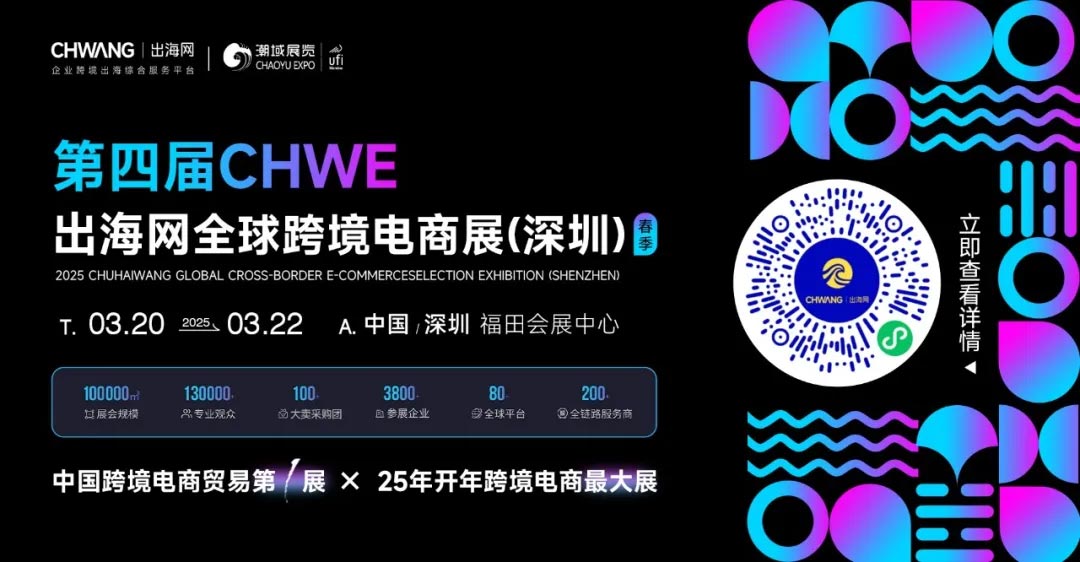 CHWANG | 出海网
企业跨境出海综合服务平台
潮域展览
CHAOYU EXPO
ufi
第四届CHWE
出海网全球跨境电商展(深圳)
春季
2025 CHUHAIWANG GLOBAL CROSS-BORDER E-COMMERCESELECTION EXHIBITION (SHENZHEN)
T. 03.20 2025 03.22 A. 中国 / 深圳 福田会展中心
100000㎡ 130000+ 100+ 3800+ 80+ 200+
展会规模 专业观众 大卖采购团 参展企业 全球平台 全链路服务商
中国跨境电商贸易第1展 × 25年开年跨境电商最大展
CHWANG | 出海网
立即查看详情